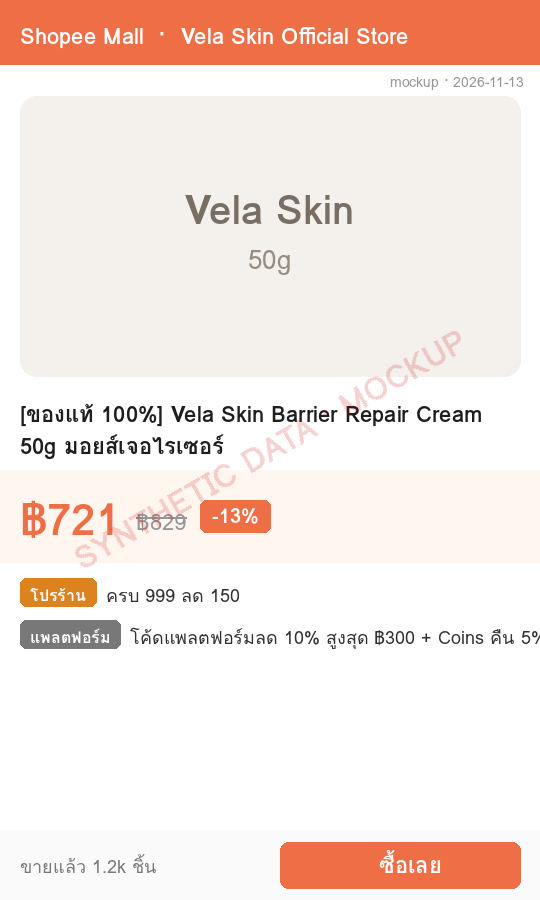 Shopee Mall · Vela Skin Official Store
mockup · 2026-11-13
Vela Skin
50g
[ของแท้ 100%] Vela Skin Barrier Repair Cream
50g มอยส์เจอไรเซอร์
฿721 ฿829 -13%
โปรร้าน ครบ 999 ลด 150
แพลตฟอร์ม โค้ดแพลตฟอร์มลด 10% สูงสุด ฿300 + Coins คืน 5%
SYNTHETIC DATA · MOCKUP
ขายแล้ว 1.2k ชิ้น
ซื้อเลย